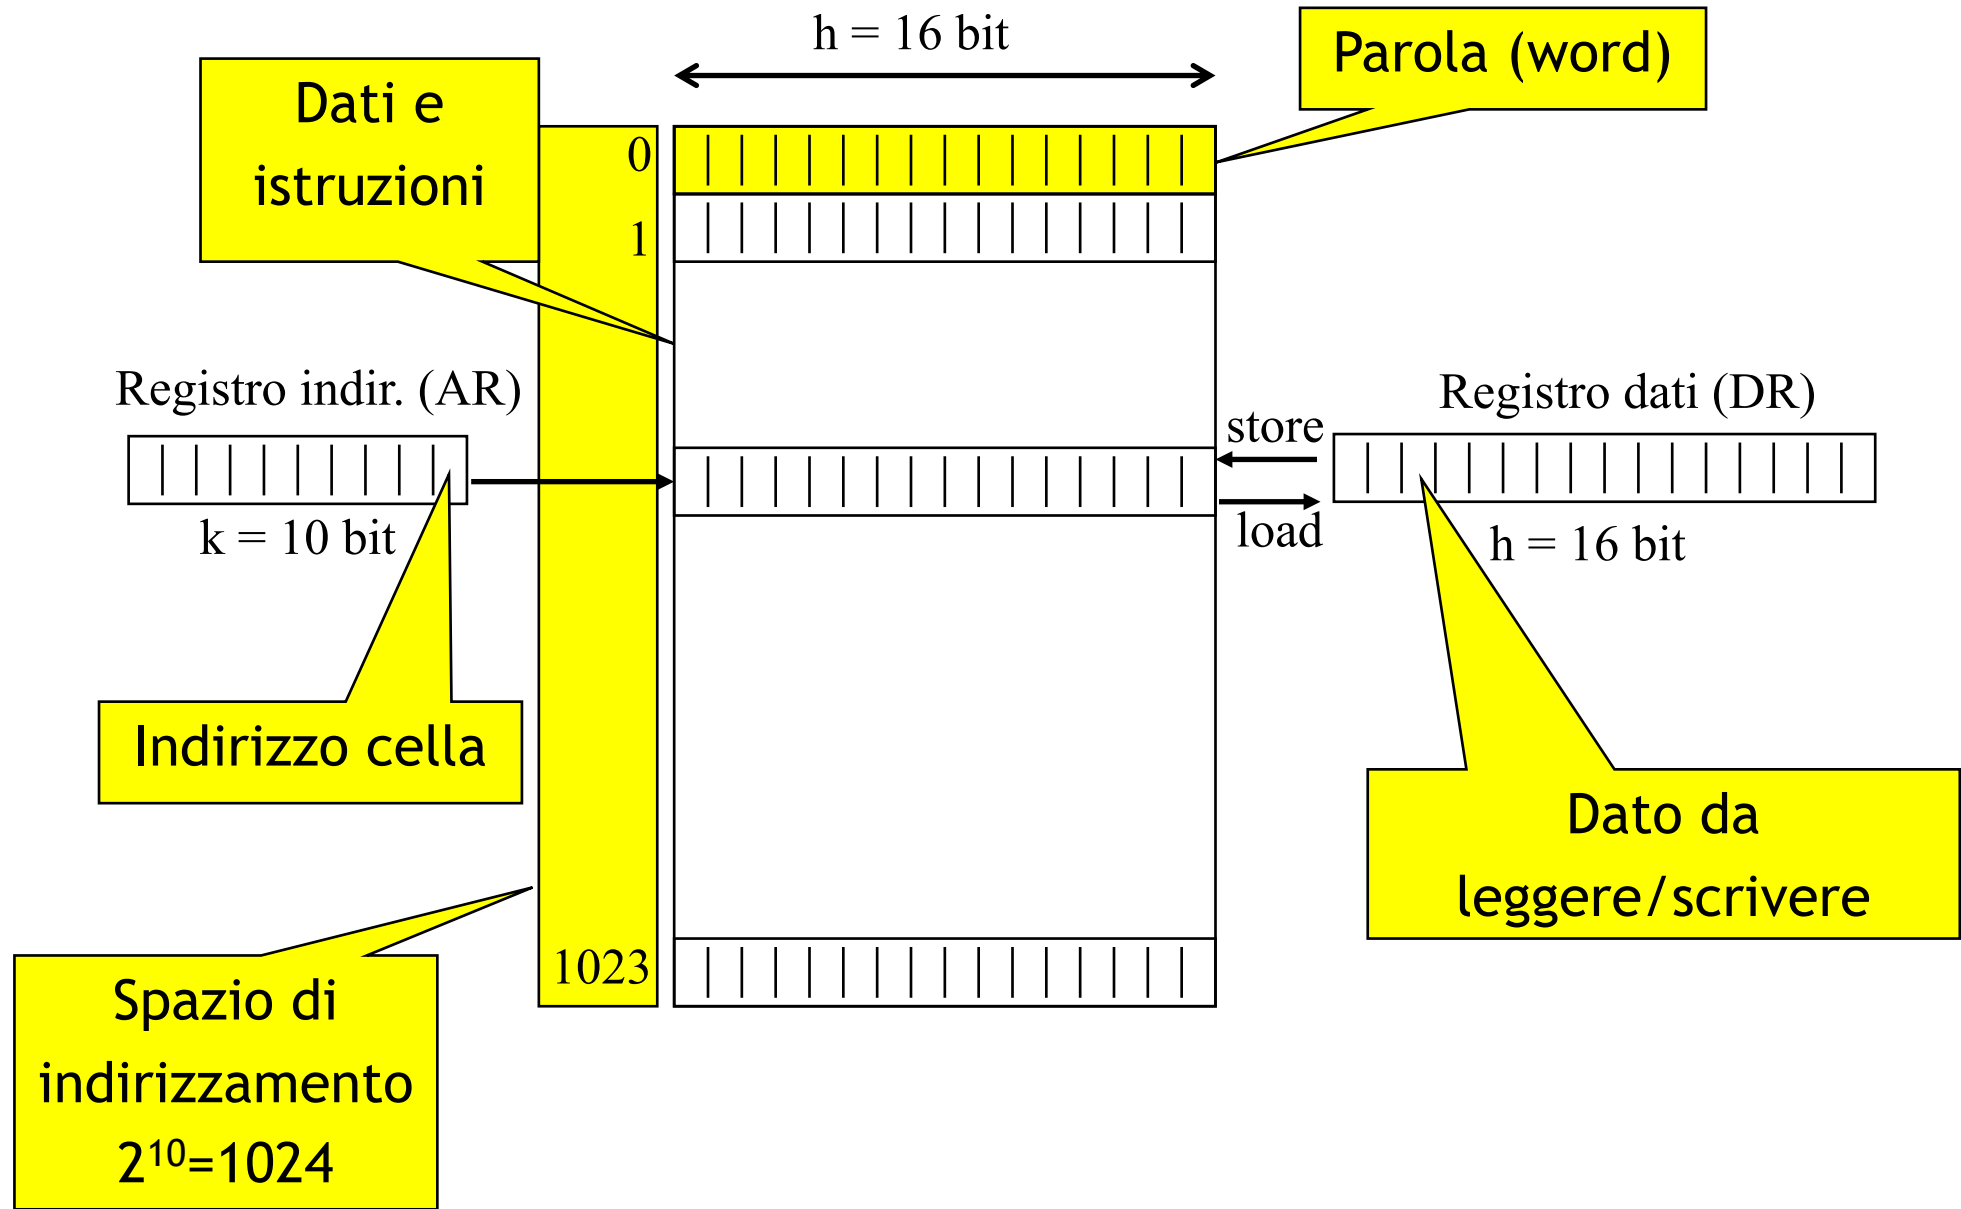 h = 16 bit
Parola (word)
Dati e
istruzioni
0
1
Registro indir. (AR)
k = 10 bit
Registro dati (DR)
store
load
h = 16 bit
Indirizzo cella
Dato da
leggere/scrivere
1023
Spazio di
indirizzamento
2¹⁰=1024